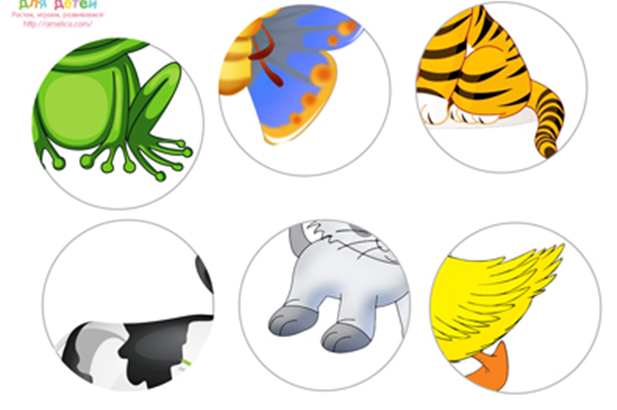 для детей
Растим, играем, развиваемся!
http://amelica.com/